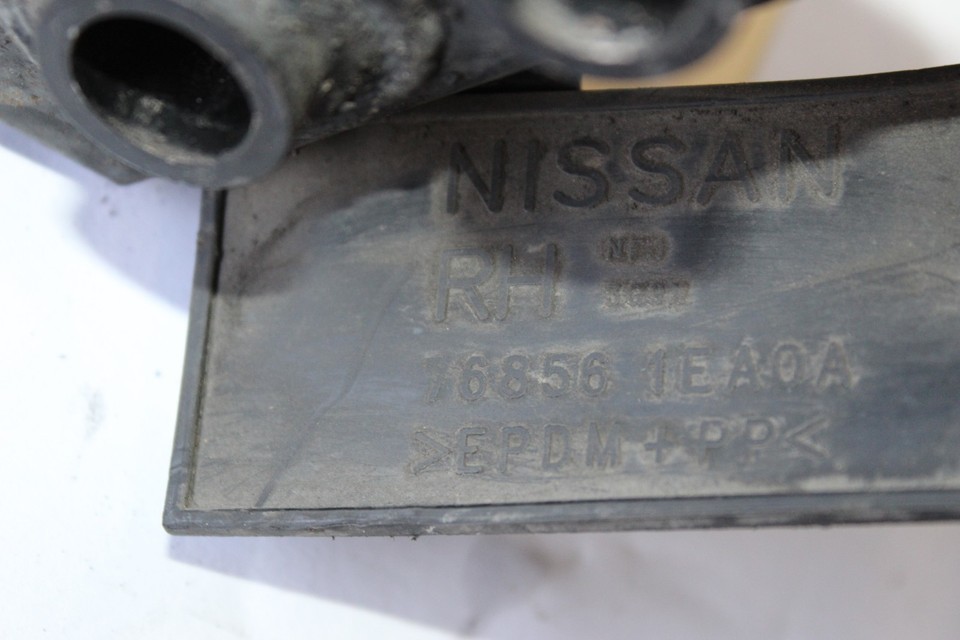 NISSAN
RH
76856 1EA0A
>EPDM+PP<